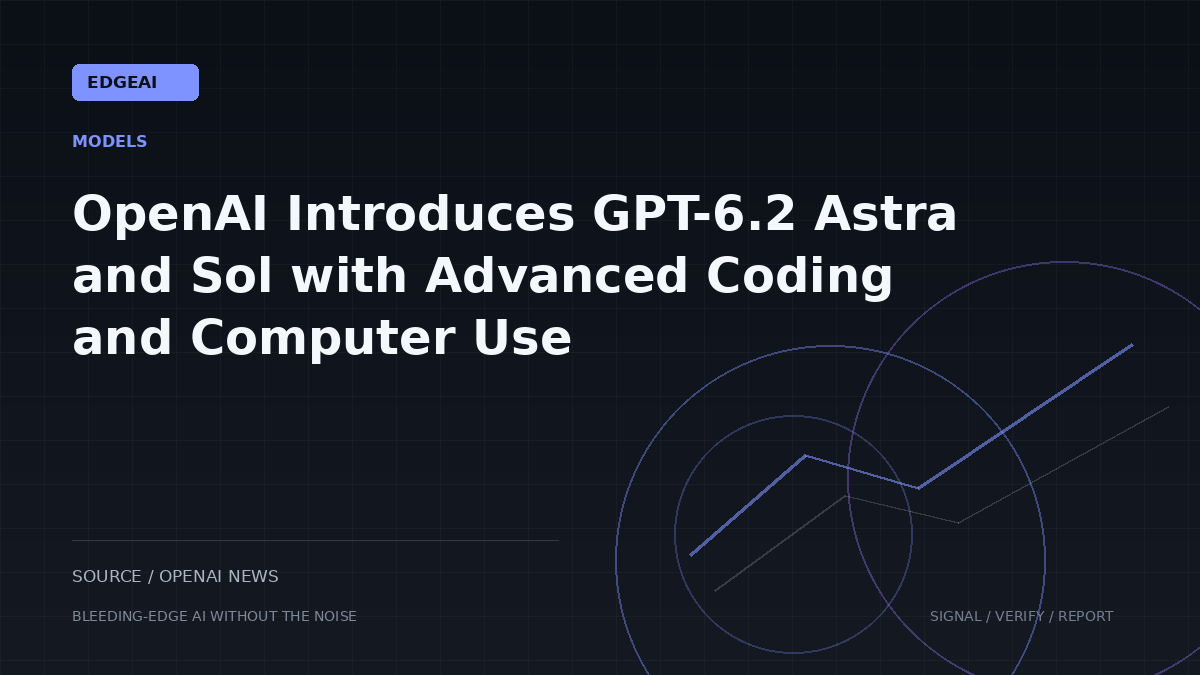 EDGEAI
MODELS
OpenAI Introduces GPT-6.2 Astra
and Sol with Advanced Coding
and Computer Use
SOURCE / OPENAI NEWS
BLEEDING-EDGE AI WITHOUT THE NOISE
SIGNAL / VERIFY / REPORT